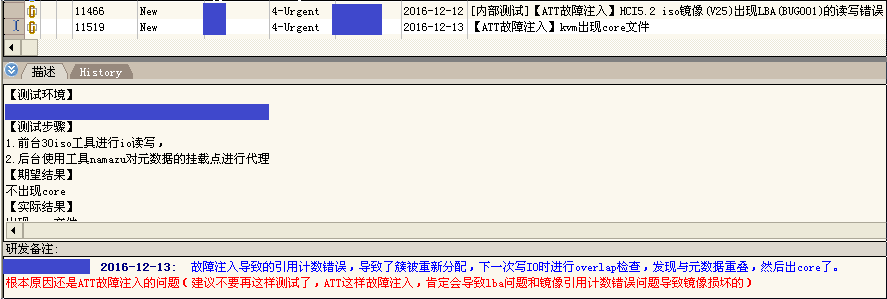 11466 New 4-Urgent 2016-12-12 [内部测试]【ATT故障注入】HCI5.2 iso镜像(V25)出现LBA(BUG001)的读写错误
11519 New 4-Urgent 2016-12-13 【ATT故障注入】kvm出现core文件
描述 History
【测试环境】
【测试步骤】
1.前台30iso工具进行io读写，
2.后台使用工具namazu对元数据的挂载点进行代理
【期望结果】
不出现core
【实际结果】
研发备注:
2016-12-13: 故障注入导致的引用计数错误，导致了簇被重新分配，下一次写IO时进行overlap检查，发现与元数据重叠，然后出core了。
根本原因还是ATT故障注入的问题（建议不要再这样测试了，ATT这样故障注入，肯定会导致lba问题和镜像引用计数错误问题导致镜像损坏的）